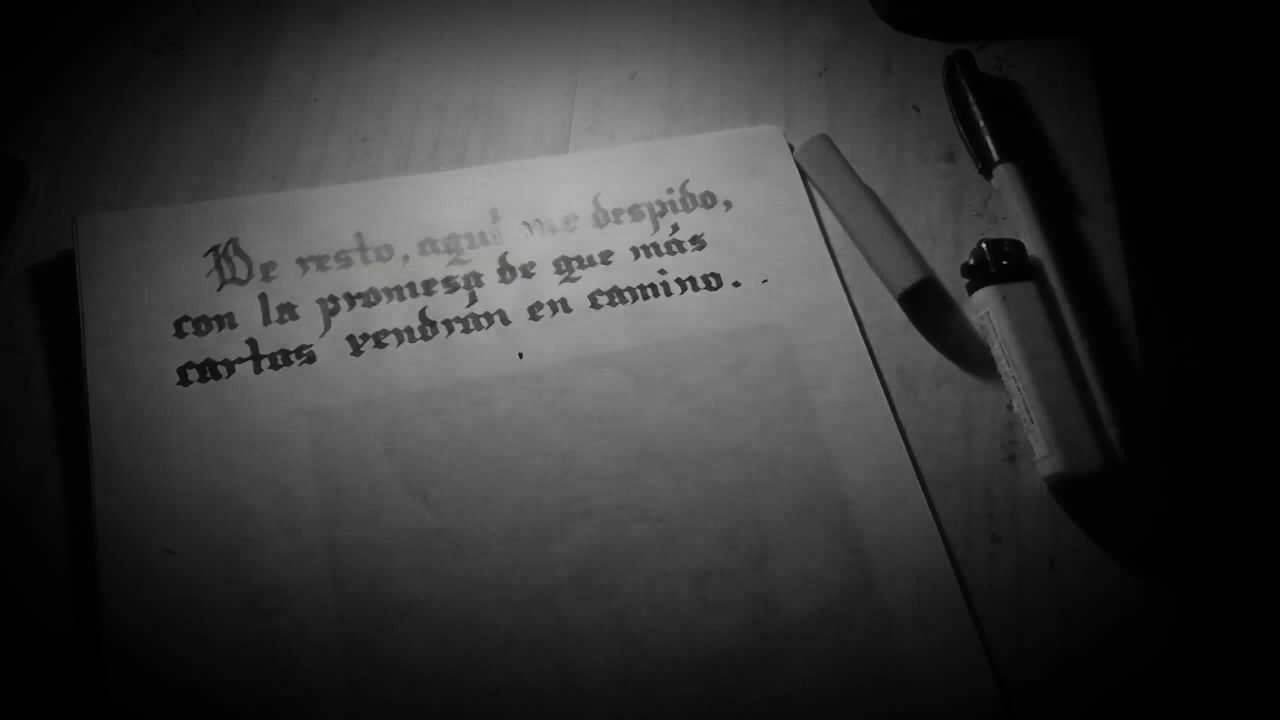 De resto, aquí me despido,
con la promesa de que más
cartas vendrán en camino.